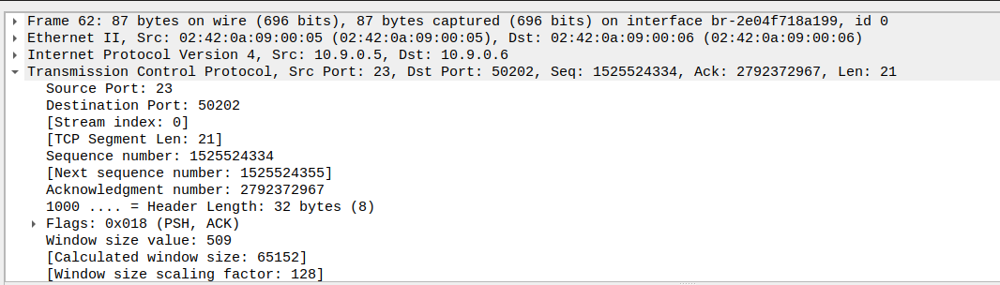 Frame 62: 87 bytes on wire (696 bits), 87 bytes captured (696 bits) on interface br-2e04f718a199, id 0
Ethernet II, Src: 02:42:0a:09:00:05 (02:42:0a:09:00:05), Dst: 02:42:0a:09:00:06 (02:42:0a:09:00:06)
Internet Protocol Version 4, Src: 10.9.0.5, Dst: 10.9.0.6
Transmission Control Protocol, Src Port: 23, Dst Port: 50202, Seq: 1525524334, Ack: 2792372967, Len: 21
Source Port: 23
Destination Port: 50202
[Stream index: 0]
[TCP Segment Len: 21]
Sequence number: 1525524334
[Next sequence number: 1525524355]
Acknowledgment number: 2792372967
1000 .... = Header Length: 32 bytes (8)
Flags: 0x018 (PSH, ACK)
Window size value: 509
[Calculated window size: 65152]
[Window size scaling factor: 128]